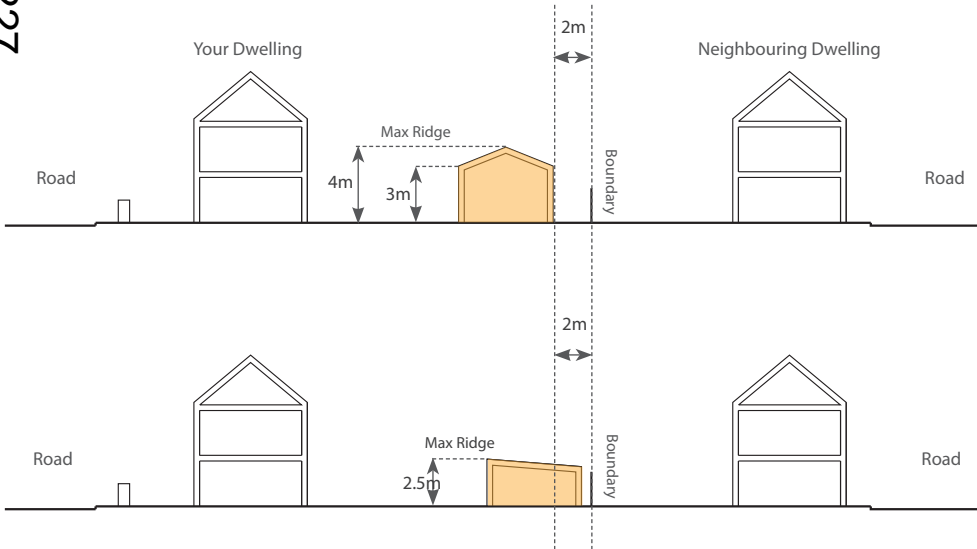 227
2m
Your Dwelling
Neighbouring Dwelling
Max Ridge
Road
4m
3m
Boundary
Road
2m
Max Ridge
Road
2.5m
Boundary
Road